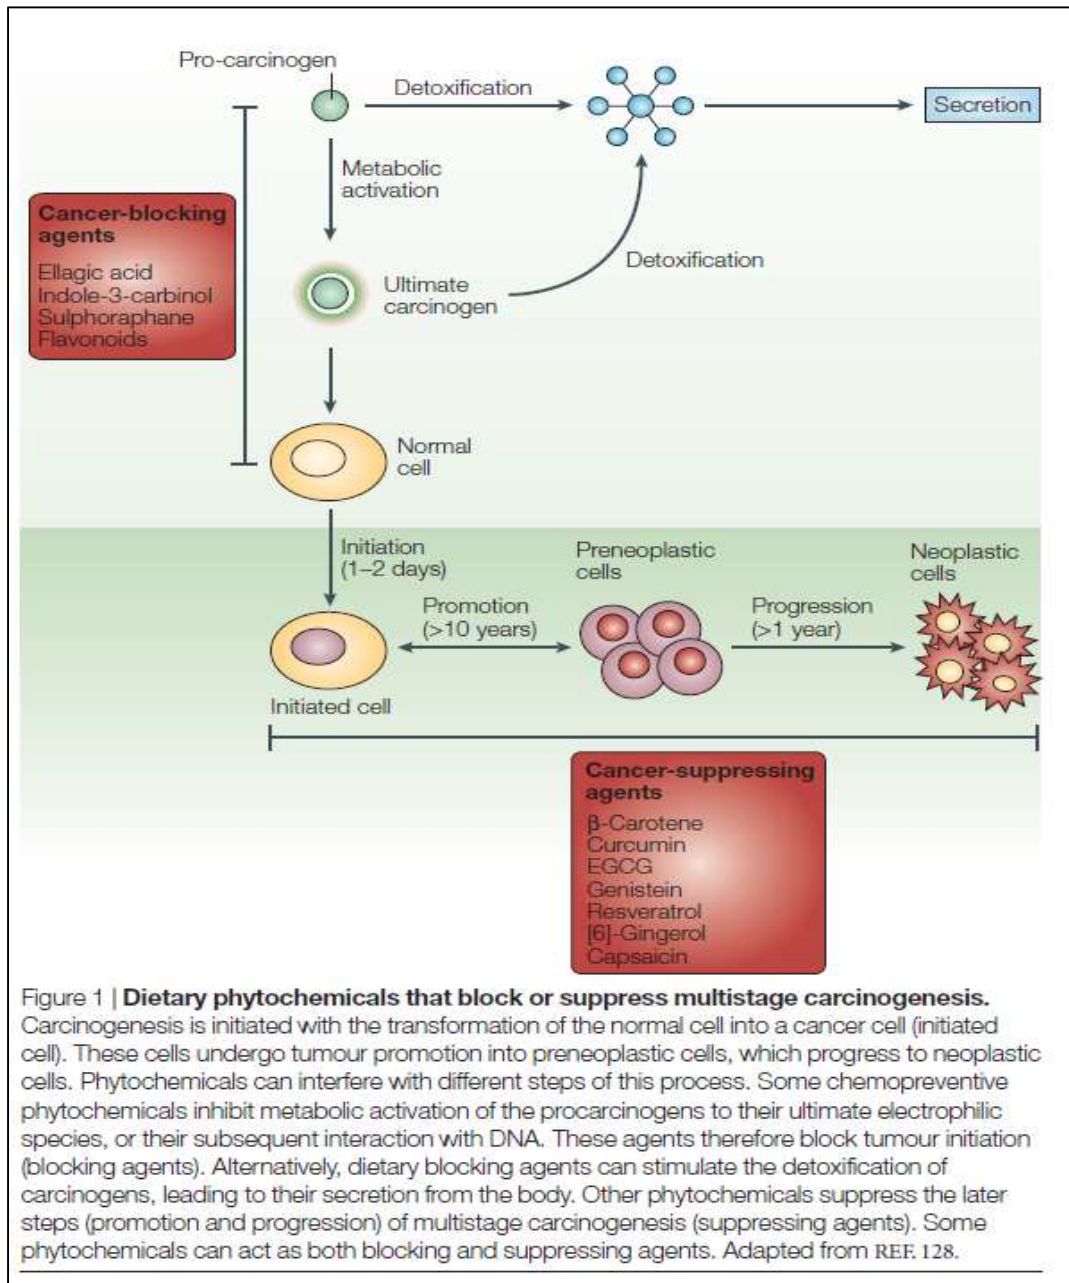 Pro-carcinogen
Detoxification
Secretion
Metabolic
activation
Cancer-blocking
agents
Ellagic acid
Indole-3-carbinol
Sulphoraphane
Flavonoids
Ultimate
carcinogen
Detoxification
Normal
cell
Initiation
(1–2 days)
Preneoplastic
cells
Neoplastic
cells
Promotion
(>10 years)
Progression
(>1 year)
Initiated cell
Cancer-suppressing
agents
β-Carotene
Curcumin
EGCG
Genistein
Resveratrol
[6]-Gingerol
Capsaicin
Figure 1 | Dietary phytochemicals that block or suppress multistage carcinogenesis.
Carcinogenesis is initiated with the transformation of the normal cell into a cancer cell (initiated
cell). These cells undergo tumour promotion into preneoplastic cells, which progress to neoplastic
cells. Phytochemicals can interfere with different steps of this process. Some chemopreventive
phytochemicals inhibit metabolic activation of the procarcinogens to their ultimate electrophilic
species, or their subsequent interaction with DNA. These agents therefore block tumour initiation
(blocking agents). Alternatively, dietary blocking agents can stimulate the detoxification of
carcinogens, leading to their secretion from the body. Other phytochemicals suppress the later
steps (promotion and progression) of multistage carcinogenesis (suppressing agents). Some
phytochemicals can act as both blocking and suppressing agents. Adapted from REF. 128.